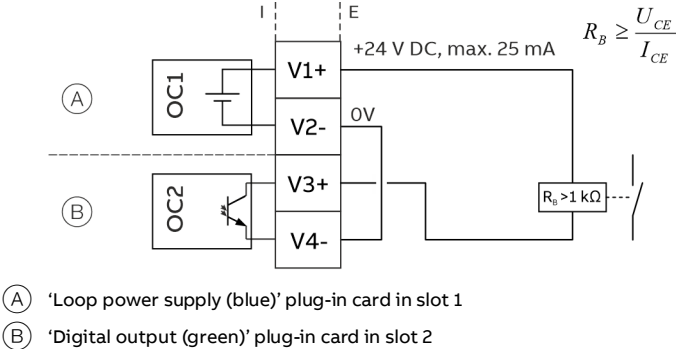 I E
+24 V DC, max. 25 mA
R_B ≥ U_CE / I_CE
OC1
V1+
A
V2-
0V
OC2
V3+
B
R_B >1 kΩ
V4-
A 'Loop power supply (blue)' plug-in card in slot 1
B 'Digital output (green)' plug-in card in slot 2